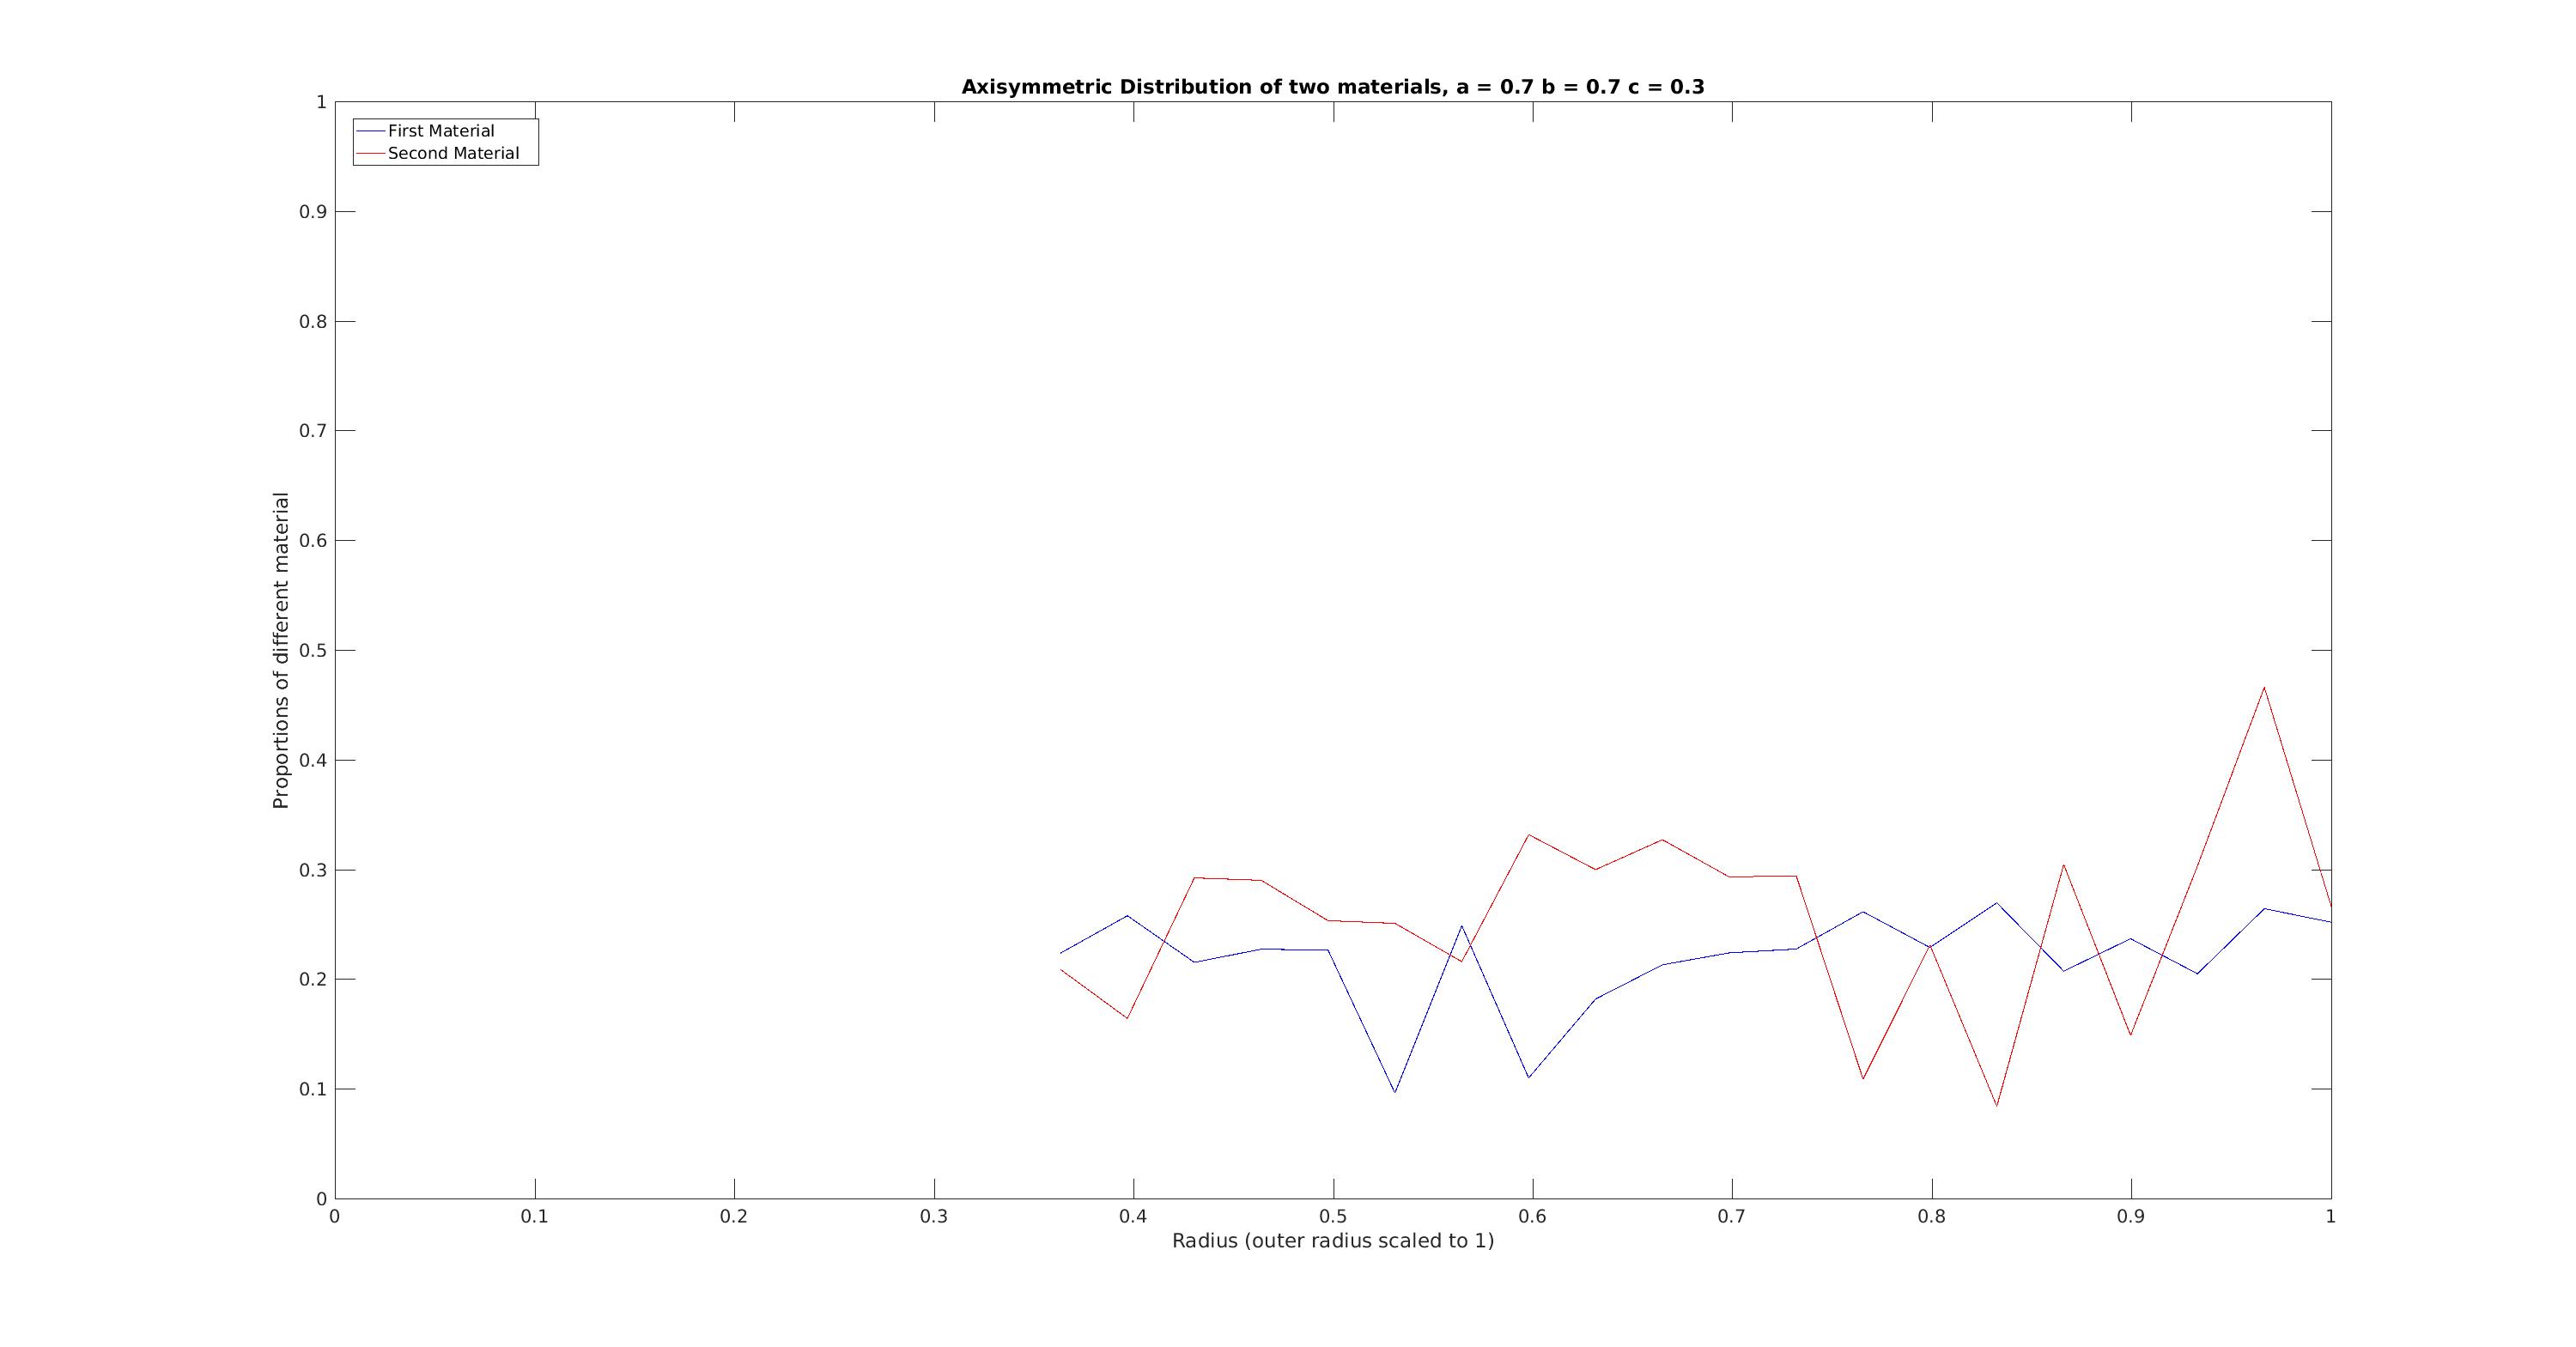 Axisymmetric Distribution of two materials, a = 0.7 b = 0.7 c = 0.3
First Material
Second Material
1
0.9
0.8
0.7
0.6
0.5
0.4
0.3
0.2
0.1
0
Proportions of different material
0 0.1 0.2 0.3 0.4 0.5 0.6 0.7 0.8 0.9 1
Radius (outer radius scaled to 1)